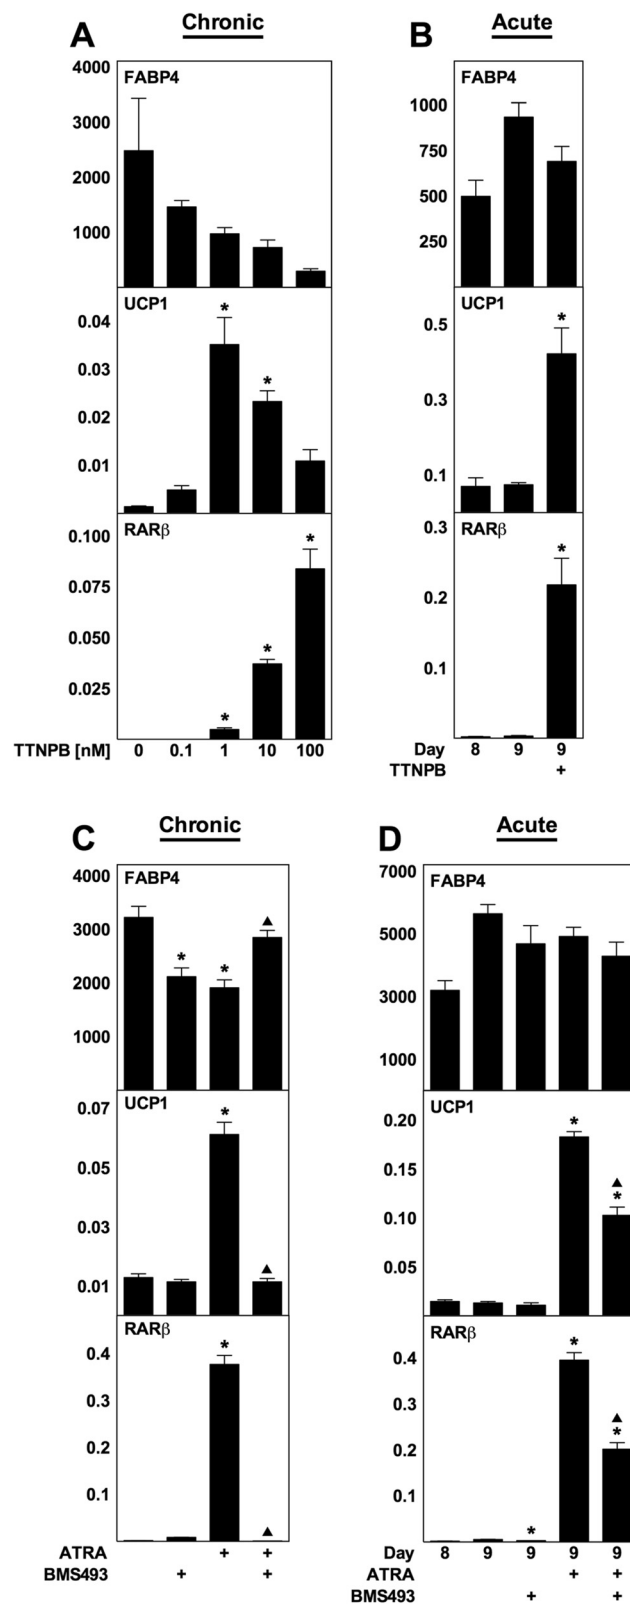 A Chronic
FABP4
4000
3000
2000
1000
UCP1
0.04
0.03
0.02
0.01
RARβ
0.100
0.075
0.050
0.025
* *
* * *
TTNPB [nM] 0 0.1 1 10 100
B Acute
FABP4
1000
750
500
250
UCP1
0.5
0.3
0.1
*
RARβ
0.3
0.2
0.1
*
Day 8 9 9
TTNPB +
C Chronic
FABP4
4000
3000
2000
1000
* * ▲
UCP1
0.07
0.05
0.03
0.01
* ▲
RARβ
0.4
0.3
0.2
0.1
* ▲
ATRA + +
BMS493 + +
D Acute
FABP4
7000
5000
3000
1000
UCP1
0.20
0.15
0.10
0.05
* ▲ *
RARβ
0.4
0.3
0.2
0.1
* * ▲ *
Day 8 9 9 9 9
ATRA + +
BMS493 + +